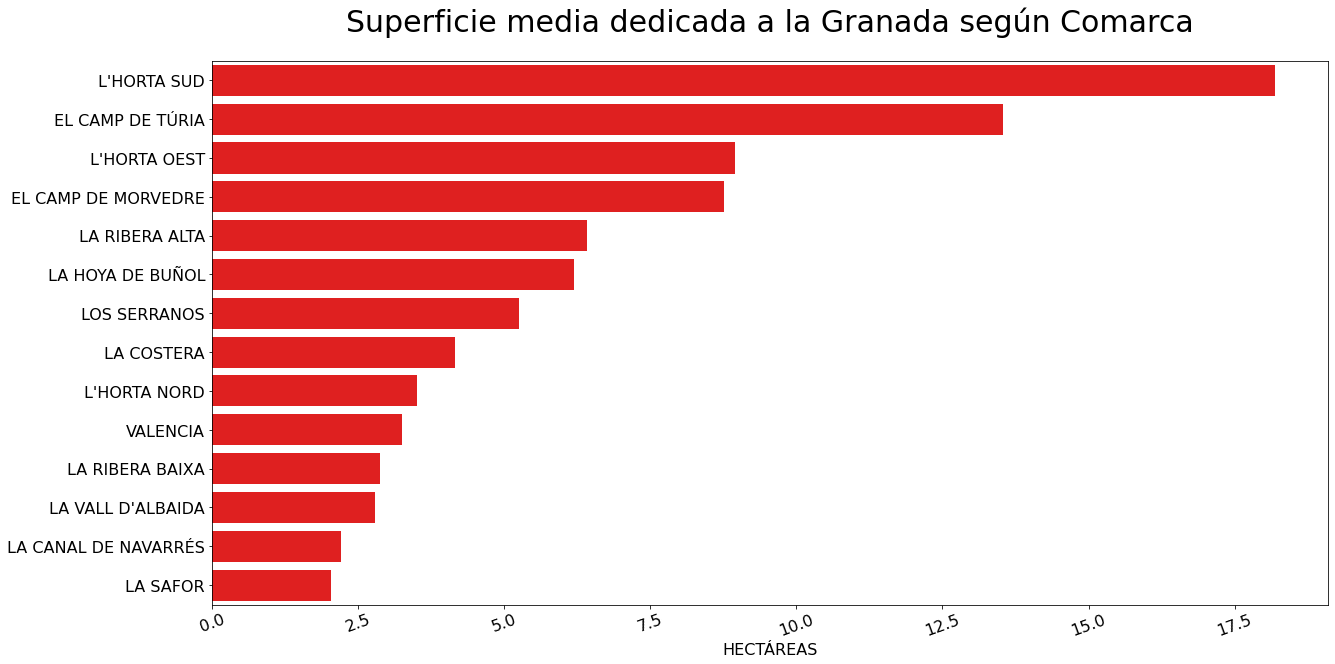 Superficie media dedicada a la Granada según Comarca
L'HORTA SUD
EL CAMP DE TÚRIA
L'HORTA OEST
EL CAMP DE MORVEDRE
LA RIBERA ALTA
LA HOYA DE BUÑOL
LOS SERRANOS
LA COSTERA
L'HORTA NORD
VALENCIA
LA RIBERA BAIXA
LA VALL D'ALBAIDA
LA CANAL DE NAVARRÉS
LA SAFOR
0.0 2.5 5.0 7.5 10.0 12.5 15.0 17.5
HECTÁREAS